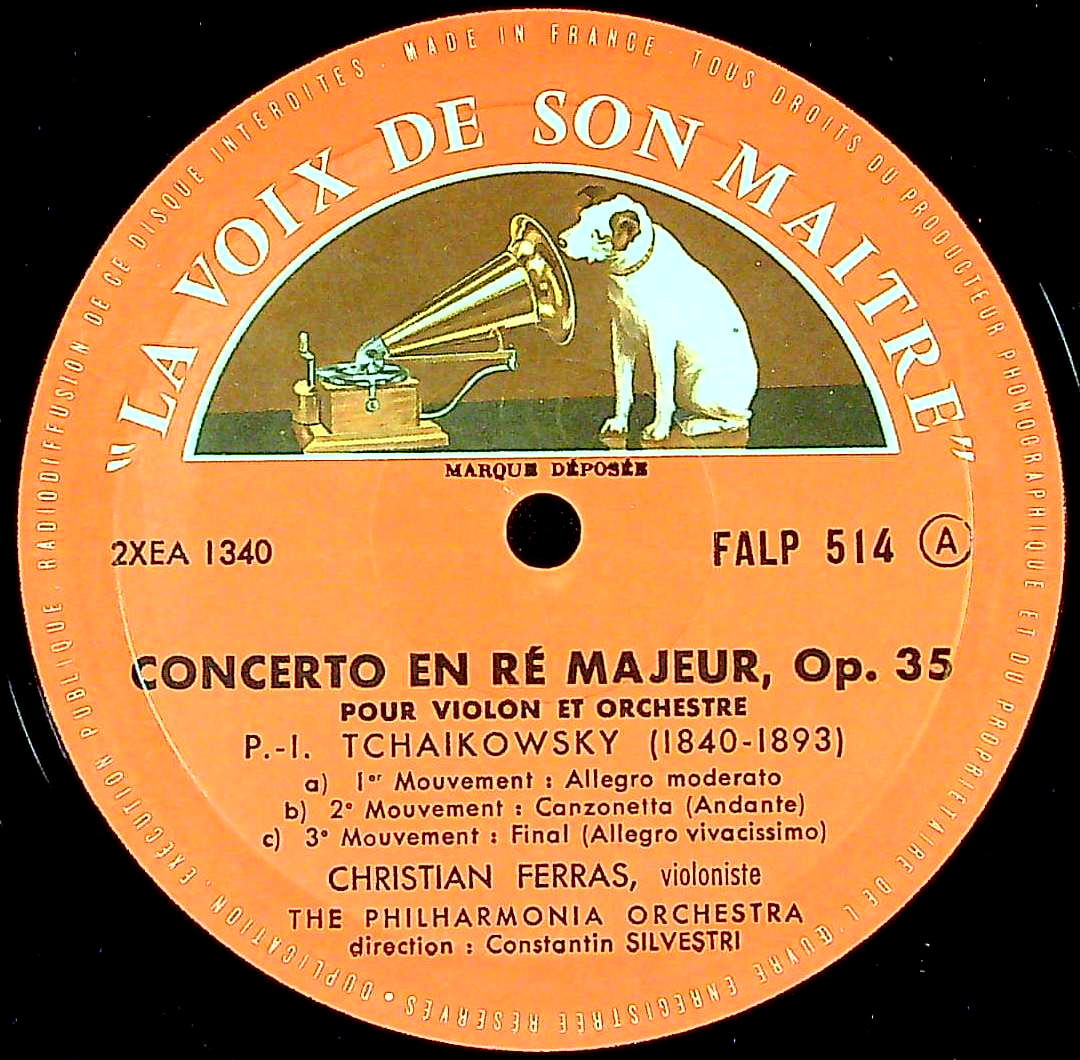 MADE IN FRANCE · TOUS DROITS DU PRODUCTEUR PHONOGRAPHIQUE ET DU PROPRIÉTAIRE DE L'ŒUVRE ENREGISTRÉE RÉSERVÉS • DUPLICATION . EXÉCUTION PUBLIQUE . RADIODIFFUSION DE CE DISQUE INTERDITES .
"LA VOIX DE SON MAITRE"
MARQUE DÉPOSÉE
2XEA 1340
FALP 514 A
CONCERTO EN RÉ MAJEUR, Op. 35
POUR VIOLON ET ORCHESTRE
P.-I. TCHAIKOWSKY (1840-1893)
a) 1er Mouvement : Allegro moderato
b) 2e Mouvement : Canzonetta (Andante)
c) 3e Mouvement : Final (Allegro vivacissimo)
CHRISTIAN FERRAS, violoniste
THE PHILHARMONIA ORCHESTRA
direction : Constantin SILVESTRI